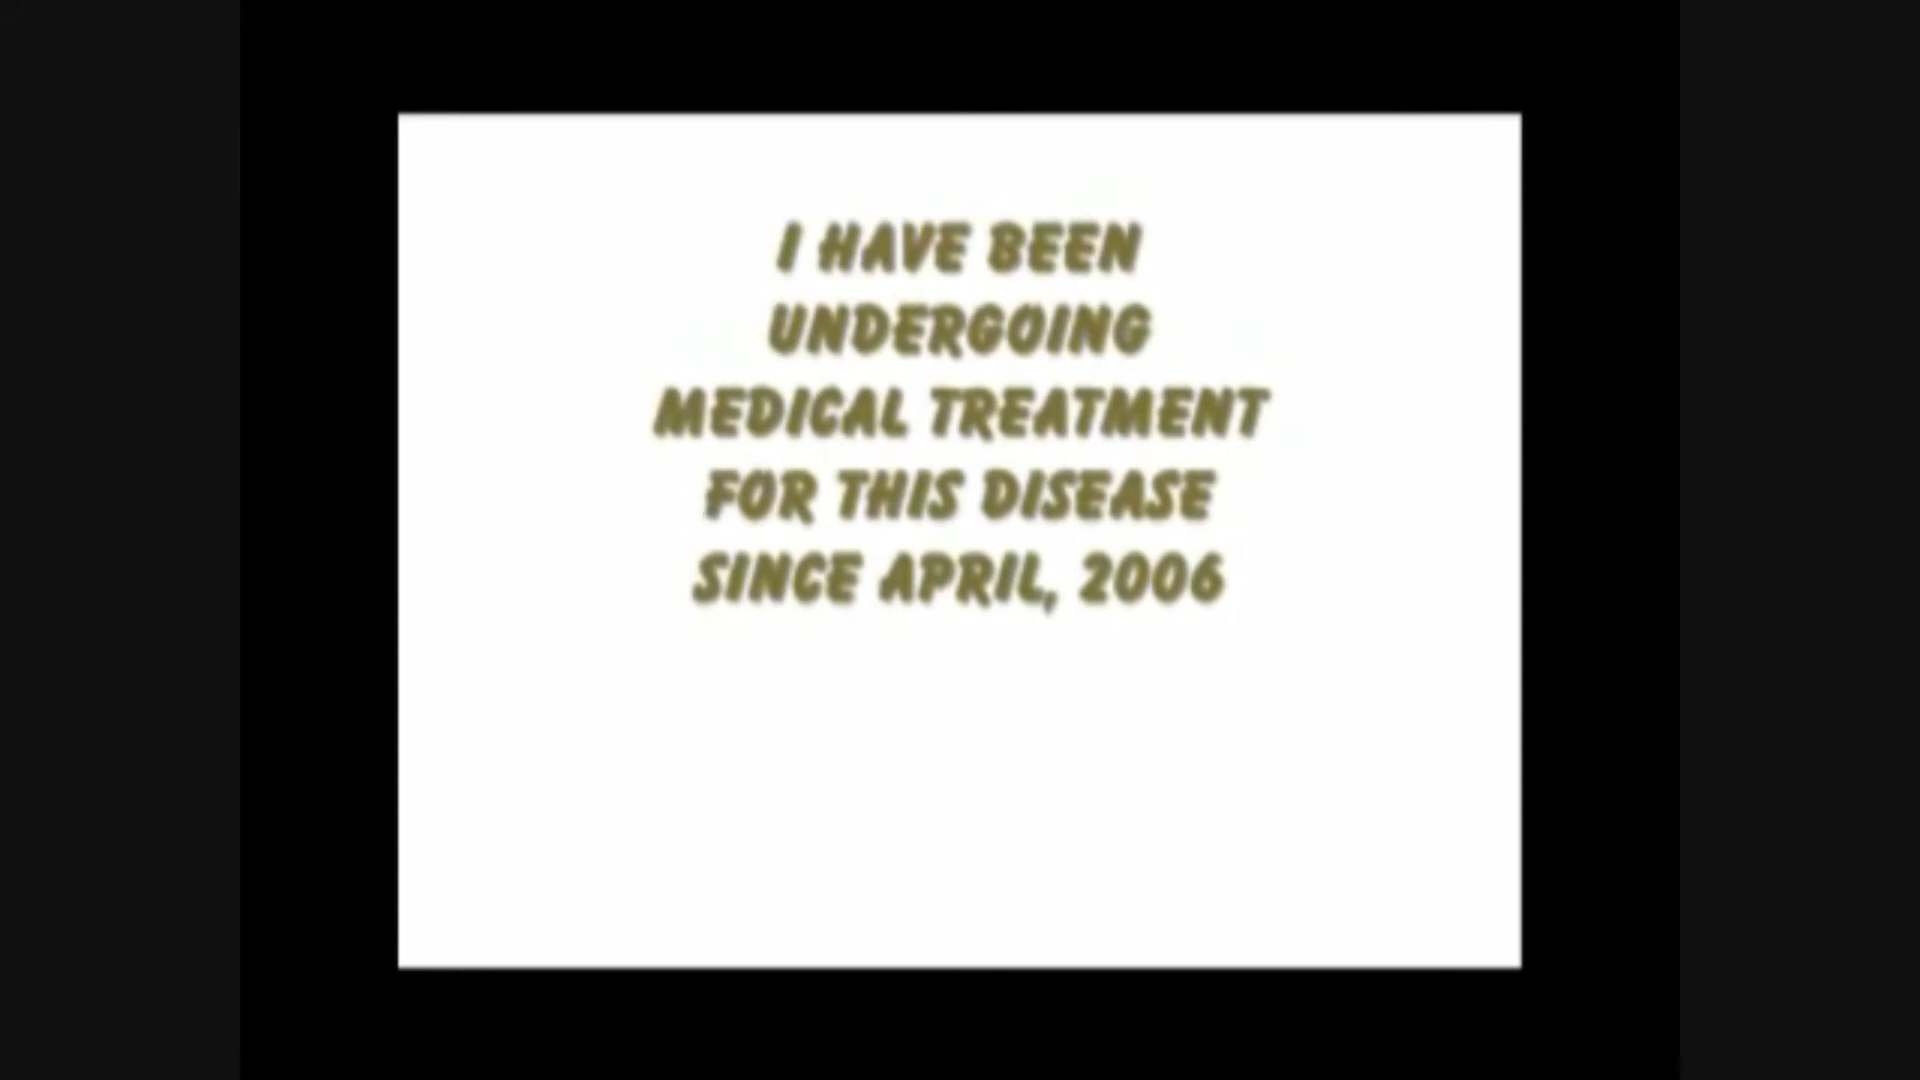 I HAVE BEEN
UNDERGOING
MEDICAL TREATMENT
FOR THIS DISEASE
SINCE APRIL, 2006